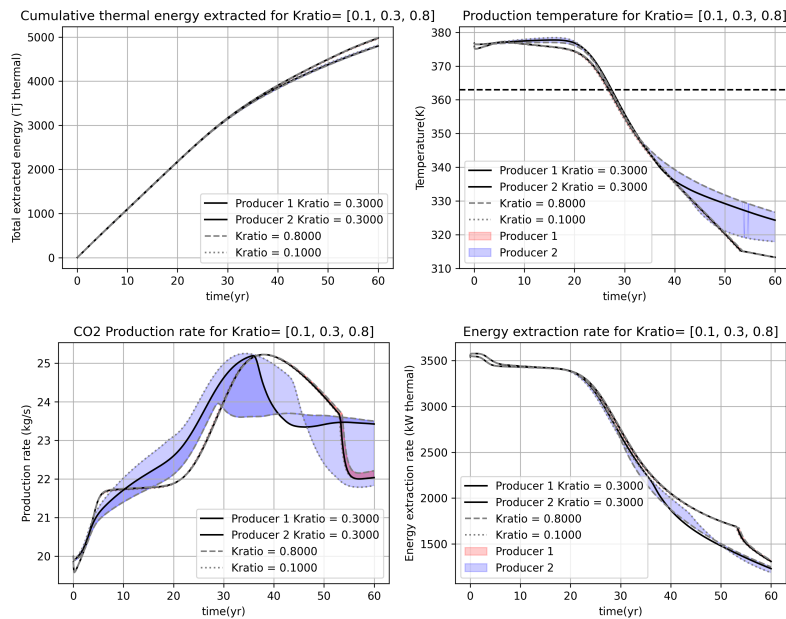 Cumulative thermal energy extracted for Kratio= [0.1, 0.3, 0.8]
Total extracted energy (Tj thermal)
5000
4000
3000
2000
1000
0
Producer 1 Kratio = 0.3000
Producer 2 Kratio = 0.3000
Kratio = 0.8000
Kratio = 0.1000
0 10 20 30 40 50 60
time(yr)
Production temperature for Kratio= [0.1, 0.3, 0.8]
Temperature(K)
380
370
360
350
340
330
320
310
Producer 1 Kratio = 0.3000
Producer 2 Kratio = 0.3000
Kratio = 0.8000
Kratio = 0.1000
Producer 1
Producer 2
0 10 20 30 40 50 60
time(yr)
CO2 Production rate for Kratio= [0.1, 0.3, 0.8]
Production rate (kg/s)
25
24
23
22
21
20
Producer 1 Kratio = 0.3000
Producer 2 Kratio = 0.3000
Kratio = 0.8000
Kratio = 0.1000
0 10 20 30 40 50 60
time(yr)
Energy extraction rate for Kratio= [0.1, 0.3, 0.8]
Energy extraction rate (kW thermal)
3500
3000
2500
2000
1500
Producer 1 Kratio = 0.3000
Producer 2 Kratio = 0.3000
Kratio = 0.8000
Kratio = 0.1000
Producer 1
Producer 2
0 10 20 30 40 50 60
time(yr)